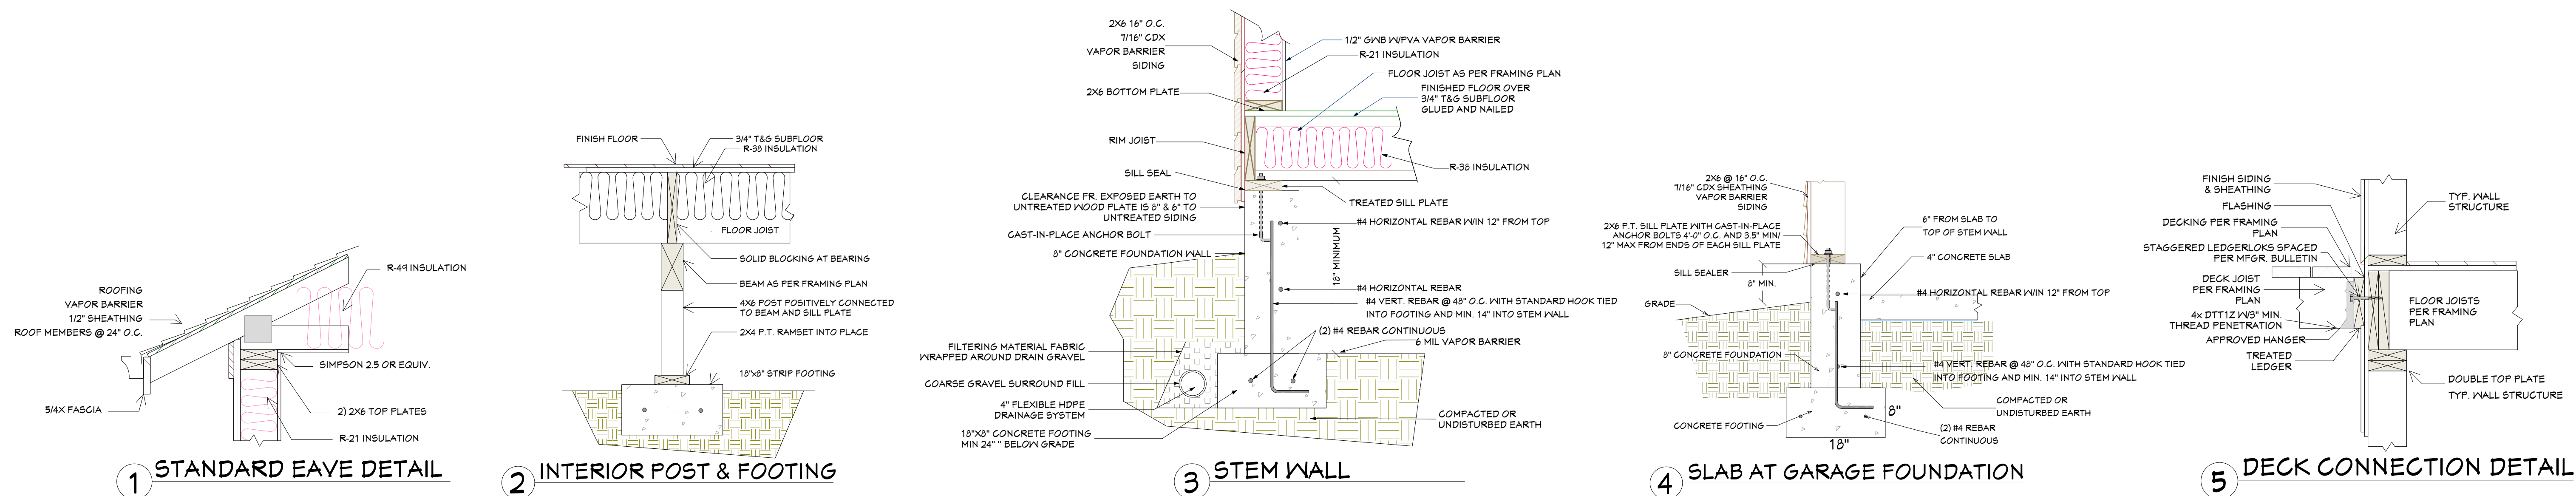 ROOFING
VAPOR BARRIER
1/2" SHEATHING
ROOF MEMBERS @ 24" O.C.
5/4X FASCIA
R-49 INSULATION
SIMPSON 2.5 OR EQUIV.
2) 2X6 TOP PLATES
R-21 INSULATION
1 STANDARD EAVE DETAIL
FINISH FLOOR
3/4" T&G SUBFLOOR
R-38 INSULATION
FLOOR JOIST
SOLID BLOCKING AT BEARING
BEAM AS PER FRAMING PLAN
4X6 POST POSITIVELY CONNECTED
TO BEAM AND SILL PLATE
2X4 P.T. RAMSET INTO PLACE
18"x8" STRIP FOOTING
2 INTERIOR POST & FOOTING
2X6 16" O.C.
7/16" CDX
VAPOR BARRIER
SIDING
2X6 BOTTOM PLATE
RIM JOIST
SILL SEAL
CLEARANCE FR. EXPOSED EARTH TO
UNTREATED WOOD PLATE IS 8" & 6" TO
UNTREATED SIDING
CAST-IN-PLACE ANCHOR BOLT
8" CONCRETE FOUNDATION WALL
FILTERING MATERIAL FABRIC
WRAPPED AROUND DRAIN GRAVEL
COARSE GRAVEL SURROUND FILL
4" FLEXIBLE HDPE
DRAINAGE SYSTEM
18"X8" CONCRETE FOOTING
MIN 24" " BELOW GRADE
1/2" GWB W/PVA VAPOR BARRIER
R-21 INSULATION
FLOOR JOIST AS PER FRAMING PLAN
FINISHED FLOOR OVER
3/4" T&G SUBFLOOR
GLUED AND NAILED
R-38 INSULATION
TREATED SILL PLATE
#4 HORIZONTAL REBAR W/IN 12" FROM TOP
18" MINIMUM
#4 HORIZONTAL REBAR
#4 VERT. REBAR @ 48" O.C. WITH STANDARD HOOK TIED
INTO FOOTING AND MIN. 14" INTO STEM WALL
(2) #4 REBAR CONTINUOUS
6 MIL VAPOR BARRIER
COMPACTED OR
UNDISTURBED EARTH
3 STEM WALL
2X6 @ 16" O.C.
7/16" CDX SHEATHING
VAPOR BARRIER
SIDING
2X6 P.T. SILL PLATE WITH CAST-IN-PLACE
ANCHOR BOLTS 4'-0" O.C. AND 3.5" MIN/
12" MAX FROM ENDS OF EACH SILL PLATE
SILL SEALER
8" MIN.
GRADE
8" CONCRETE FOUNDATION
CONCRETE FOOTING
6" FROM SLAB TO
TOP OF STEM WALL
4" CONCRETE SLAB
#4 HORIZONTAL REBAR W/IN 12" FROM TOP
#4 VERT. REBAR @ 48" O.C. WITH STANDARD HOOK TIED
INTO FOOTING AND MIN. 14" INTO STEM WALL
COMPACTED OR
UNDISTURBED EARTH
8"
(2) #4 REBAR
CONTINUOUS
18"
4 SLAB AT GARAGE FOUNDATION
FINISH SIDING
& SHEATHING
FLASHING
DECKING PER FRAMING
PLAN
STAGGERED LEDGERLOKS SPACED
PER MFGR. BULLETIN
DECK JOIST
PER FRAMING
PLAN
4x DTT1Z W/3" MIN.
THREAD PENETRATION
APPROVED HANGER
TREATED
LEDGER
TYP. WALL
STRUCTURE
FLOOR JOISTS
PER FRAMING
PLAN
DOUBLE TOP PLATE
TYP. WALL STRUCTURE
5 DECK CONNECTION DETAIL